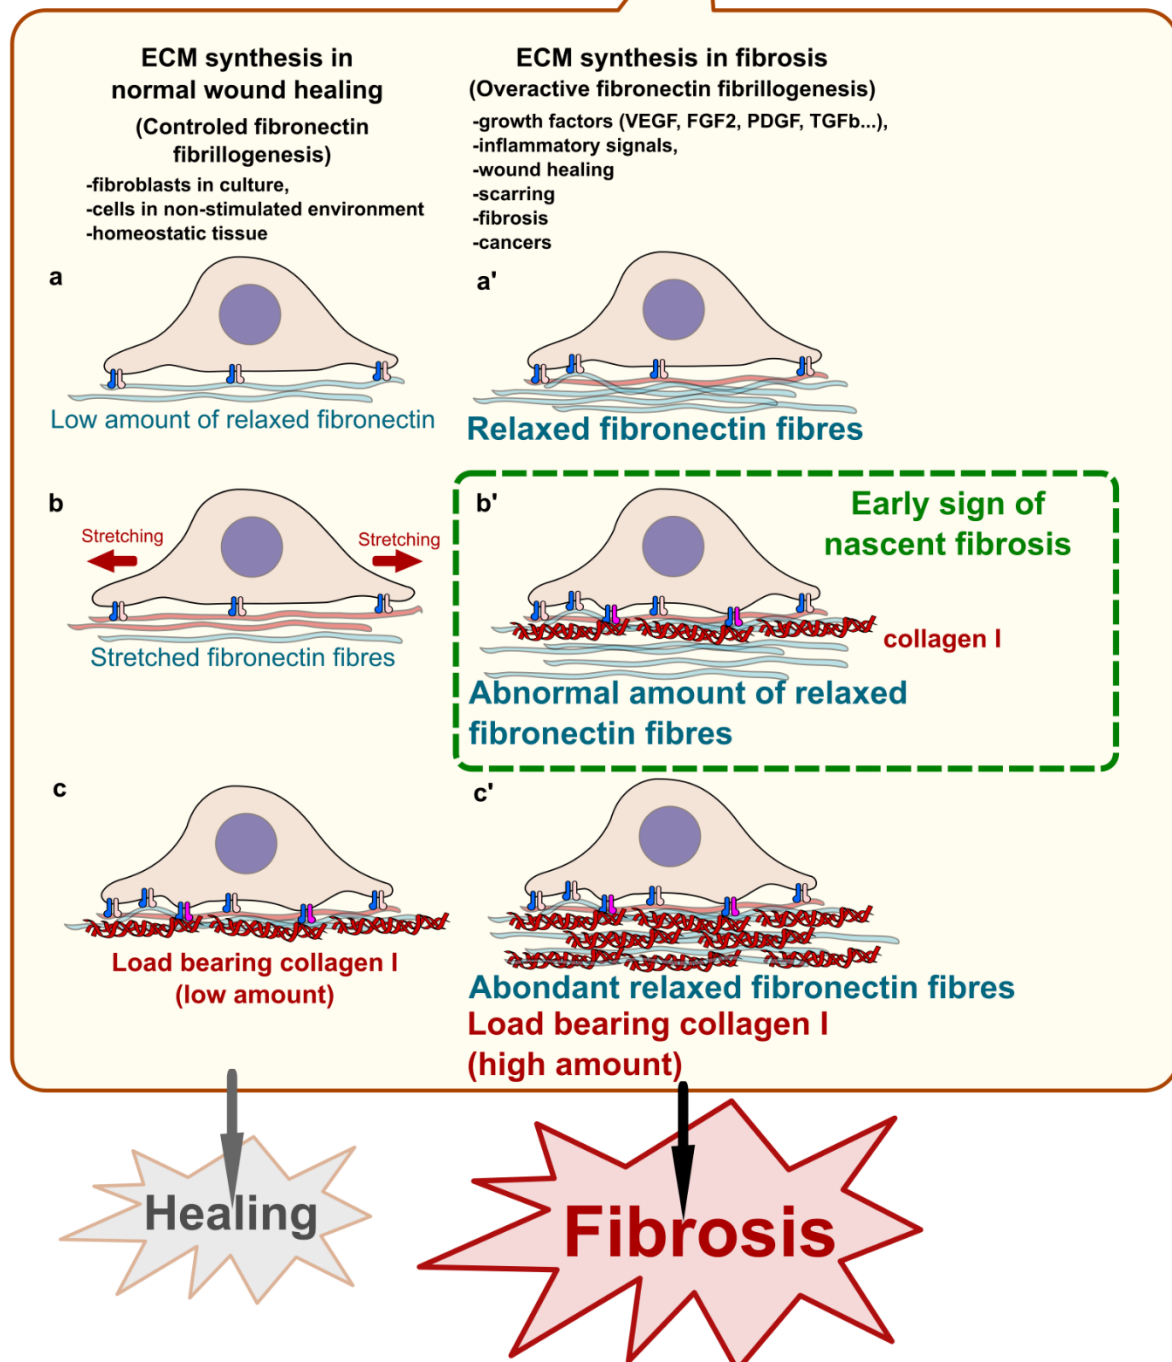 ECM synthesis in
normal wound healing
(Controled fibronectin
fibrillogenesis)
-fibroblasts in culture,
-cells in non-stimulated environment
-homeostatic tissue
ECM synthesis in fibrosis
(Overactive fibronectin fibrillogenesis)
-growth factors (VEGF, FGF2, PDGF, TGFb...),
-inflammatory signals,
-wound healing
-scarring
-fibrosis
-cancers
a
Low amount of relaxed fibronectin
a'
Relaxed fibronectin fibres
b
Stretching
Stretching
Stretched fibronectin fibres
b'
Early sign of
nascent fibrosis
collagen I
Abnormal amount of relaxed
fibronectin fibres
c
Load bearing collagen I
(low amount)
c'
Abondant relaxed fibronectin fibres
Load bearing collagen I
(high amount)
Healing
Fibrosis